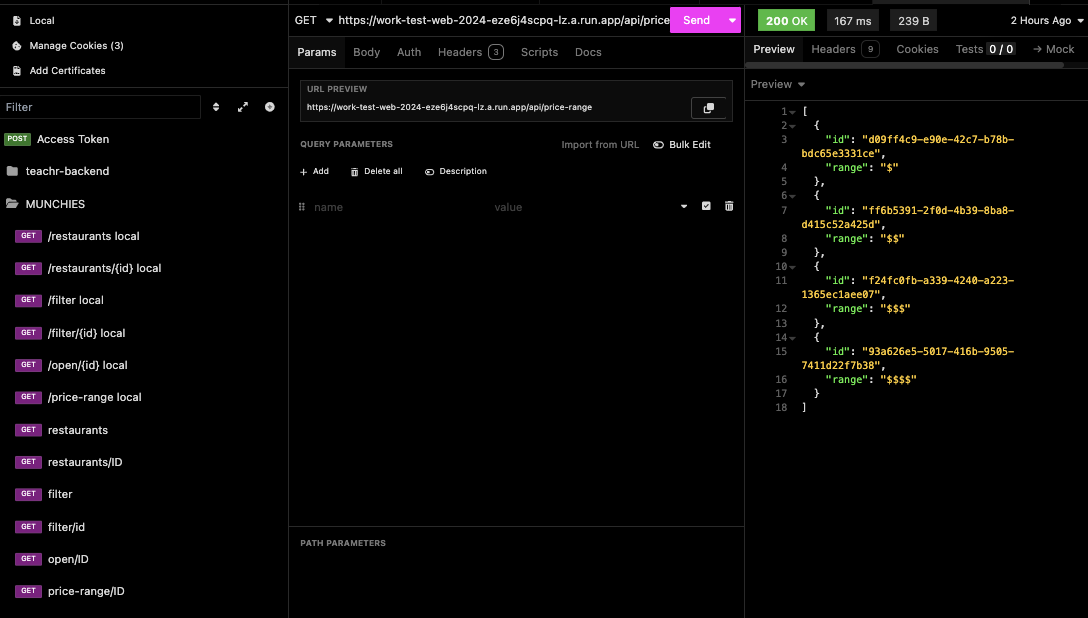 Local
Manage Cookies (3)
Add Certificates
Filter
POST Access Token
teachr-backend
MUNCHIES
GET /restaurants local
GET /restaurants/{id} local
GET /filter local
GET /filter/{id} local
GET /open/{id} local
GET /price-range local
GET restaurants
GET restaurants/ID
GET filter
GET filter/id
GET open/ID
GET price-range/ID
GET https://work-test-web-2024-eze6j4scpq-lz.a.run.app/api/price Send
Params Body Auth Headers 3 Scripts Docs
URL PREVIEW
https://work-test-web-2024-eze6j4scpq-lz.a.run.app/api/price-range
QUERY PARAMETERS Import from URL Bulk Edit
+ Add Delete all Description
name value
PATH PARAMETERS
200 OK 167 ms 239 B 2 Hours Ago
Preview Headers 9 Cookies Tests 0 / 0 → Mock
Preview
1 [
2 {
3 "id": "d09ff4c9-e90e-42c7-b78b-
bdc65e3331ce",
4 "range": "$"
5 },
6 {
7 "id": "ff6b5391-2f0d-4b39-8ba8-
d415c52a425d",
8 "range": "$$"
9 },
10 {
11 "id": "f24fc0fb-a339-4240-a223-
1365ec1aee07",
12 "range": "$$$"
13 },
14 {
15 "id": "93a626e5-5017-416b-9505-
7411d22f7b38",
16 "range": "$$$$"
17 }
18 ]